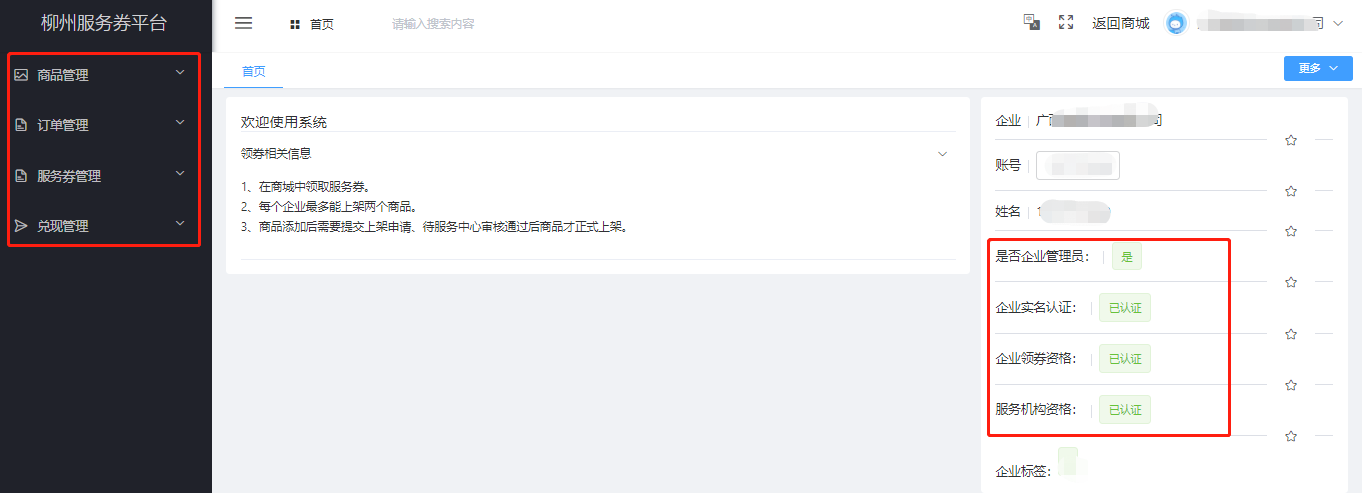 柳州服务券平台
首页
请输入搜索内容
返回商城
司
商品管理
订单管理
服务券管理
兑现管理
首页
更多
欢迎使用系统
领券相关信息
1、在商城中领取服务券。
2、每个企业最多能上架两个商品。
3、商品添加后需要提交上架申请、待服务中心审核通过后商品才正式上架。
企业
账号
姓名
是否企业管理员： 是
企业实名认证： 已认证
企业领券资格： 已认证
服务机构资格： 已认证
企业标签：